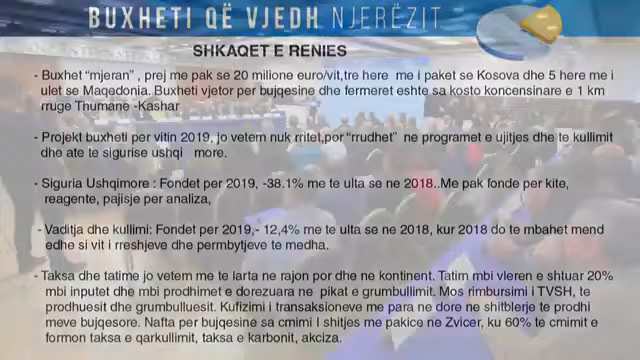 BUXHETI QË VJEDH NJERËZIT
SHKAQET E RENIES
- Buxhet “mjeran” , prej me pak se 20 milione euro/vit,tre here me i paket se Kosova dhe 5 here me i
ulet se Maqedonia. Buxheti vjetor per bujqesine dhe fermeret eshte sa kosto koncensinare e 1 km
rruge Thumane -Kashar
- Projekt buxheti per vitin 2019, jo vetem nuk rritet,por “rrudhet” ne programet e ujitjes dhe te kullimit
dhe ate te sigurise ushqi more.
- Siguria Ushqimore : Fondet per 2019, -38.1% me te ulta se ne 2018..Me pak fonde per kite,
reagente, pajisje per analiza,
- Vaditja dhe kullimi: Fondet per 2019,- 12,4% me te ulta se ne 2018, kur 2018 do te mbahet mend
edhe si vit i rreshjeve dhe permbytjeve te medha.
- Taksa dhe tatime jo vetem me te larta ne rajon por dhe ne kontinent. Tatim mbi vleren e shtuar 20%
mbi inputet dhe mbi prodhimet e dorezuara ne pikat e grumbullimit. Mos rimbursimi i TVSH, te
prodhuesit dhe grumbulluesit. Kufizimi i transaksioneve me para ne dore ne shitblerje te prodhi
meve bujqesore. Nafta per bujqesine sa cmimi I shitjes me pakice ne Zvicer, ku 60% te cmimit e
formon taksa e qarkullimit, taksa e karbonit, akciza.